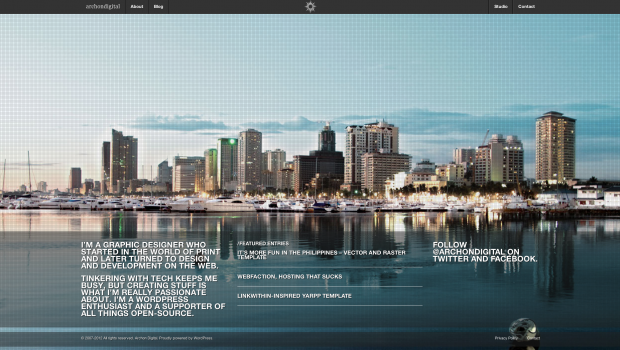 archondigital
About
Blog
Studio
Contact
I'M A GRAPHIC DESIGNER WHO
STARTED IN THE WORLD OF PRINT
AND LATER TURNED TO DESIGN
AND DEVELOPMENT ON THE WEB.
TINKERING WITH TECH KEEPS ME
BUSY, BUT CREATING STUFF IS
WHAT I'M REALLY PASSIONATE
ABOUT. I'M A WORDPRESS
ENTHUSIAST AND A SUPPORTER OF
ALL THINGS OPEN-SOURCE.
/FEATURED ENTRIES
IT'S MORE FUN IN THE PHILIPPINES – VECTOR AND RASTER
TEMPLATE
WEBFACTION, HOSTING THAT SUCKS
LINKWITHIN-INSPIRED YARPP TEMPLATE
FOLLOW
@ARCHONDIGITAL ON
TWITTER AND FACEBOOK.
© 2007-2012 All rights reserved. Archon Digital. Proudly powered by WordPress.
Privacy Policy
Contact